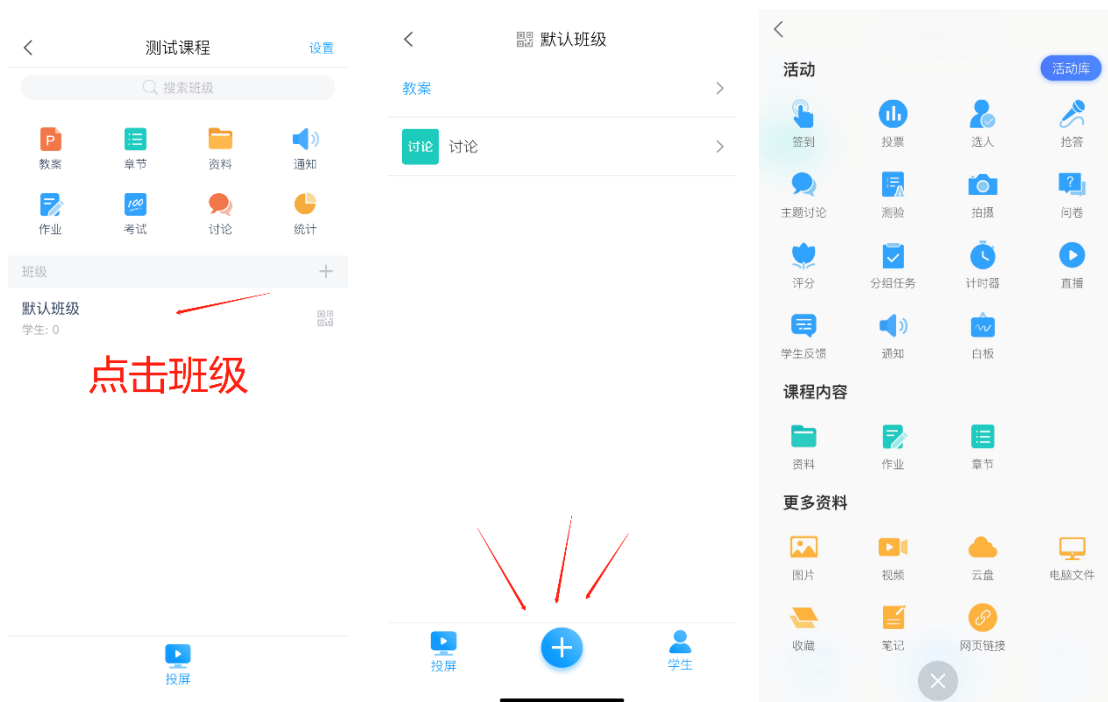 测试课程
设置
搜索班级
P
教案
章节
资料
通知
100
作业
考试
讨论
统计
班级
默认班级
学生: 0
点击班级
投屏
默认班级
教案
讨论 讨论
投屏
学生
活动
活动库
签到
投票
选人
抢答
主题讨论
测验
拍摄
问卷
评分
分组任务
计时器
直播
学生反馈
通知
白板
课程内容
资料
作业
章节
更多资料
图片
视频
云盘
电脑文件
收藏
笔记
网页链接